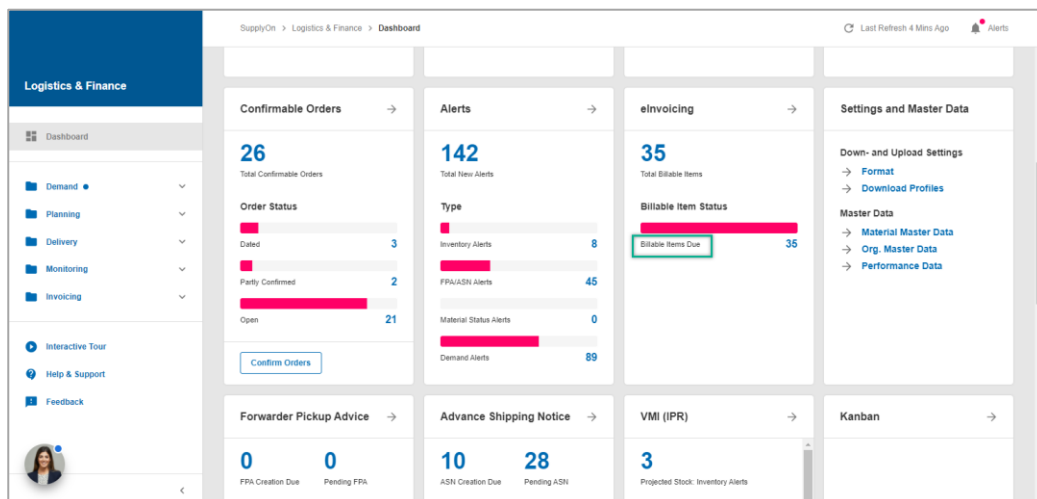 SupplyOn > Logistics & Finance > Dashboard
Last Refresh 4 Mins Ago
Alerts
Logistics & Finance
Dashboard
Demand
Planning
Delivery
Monitoring
Invoicing
Interactive Tour
Help & Support
Feedback
Confirmable Orders
26
Total Confirmable Orders
Order Status
Dated 3
Partly Confirmed 2
Open 21
Confirm Orders
Alerts
142
Total New Alerts
Type
Inventory Alerts 8
FPA/ASN Alerts 45
Material Status Alerts 0
Demand Alerts 89
eInvoicing
35
Total Billable Items
Billable Item Status
Billable Items Due 35
Settings and Master Data
Down- and Upload Settings
Format
Download Profiles
Master Data
Material Master Data
Org. Master Data
Performance Data
Forwarder Pickup Advice
0 0
FPA Creation Due Pending FPA
Advance Shipping Notice
10 28
ASN Creation Due Pending ASN
VMI (IPR)
3
Projected Stock: Inventory Alerts
Kanban